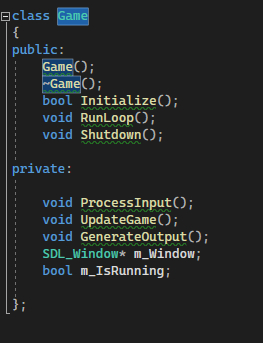 class Game
{
public:
    Game();
    ~Game();
    bool Initialize();
    void RunLoop();
    void Shutdown();

private:

    void ProcessInput();
    void UpdateGame();
    void GenerateOutput();
    SDL_Window* m_Window;
    bool m_IsRunning;

};